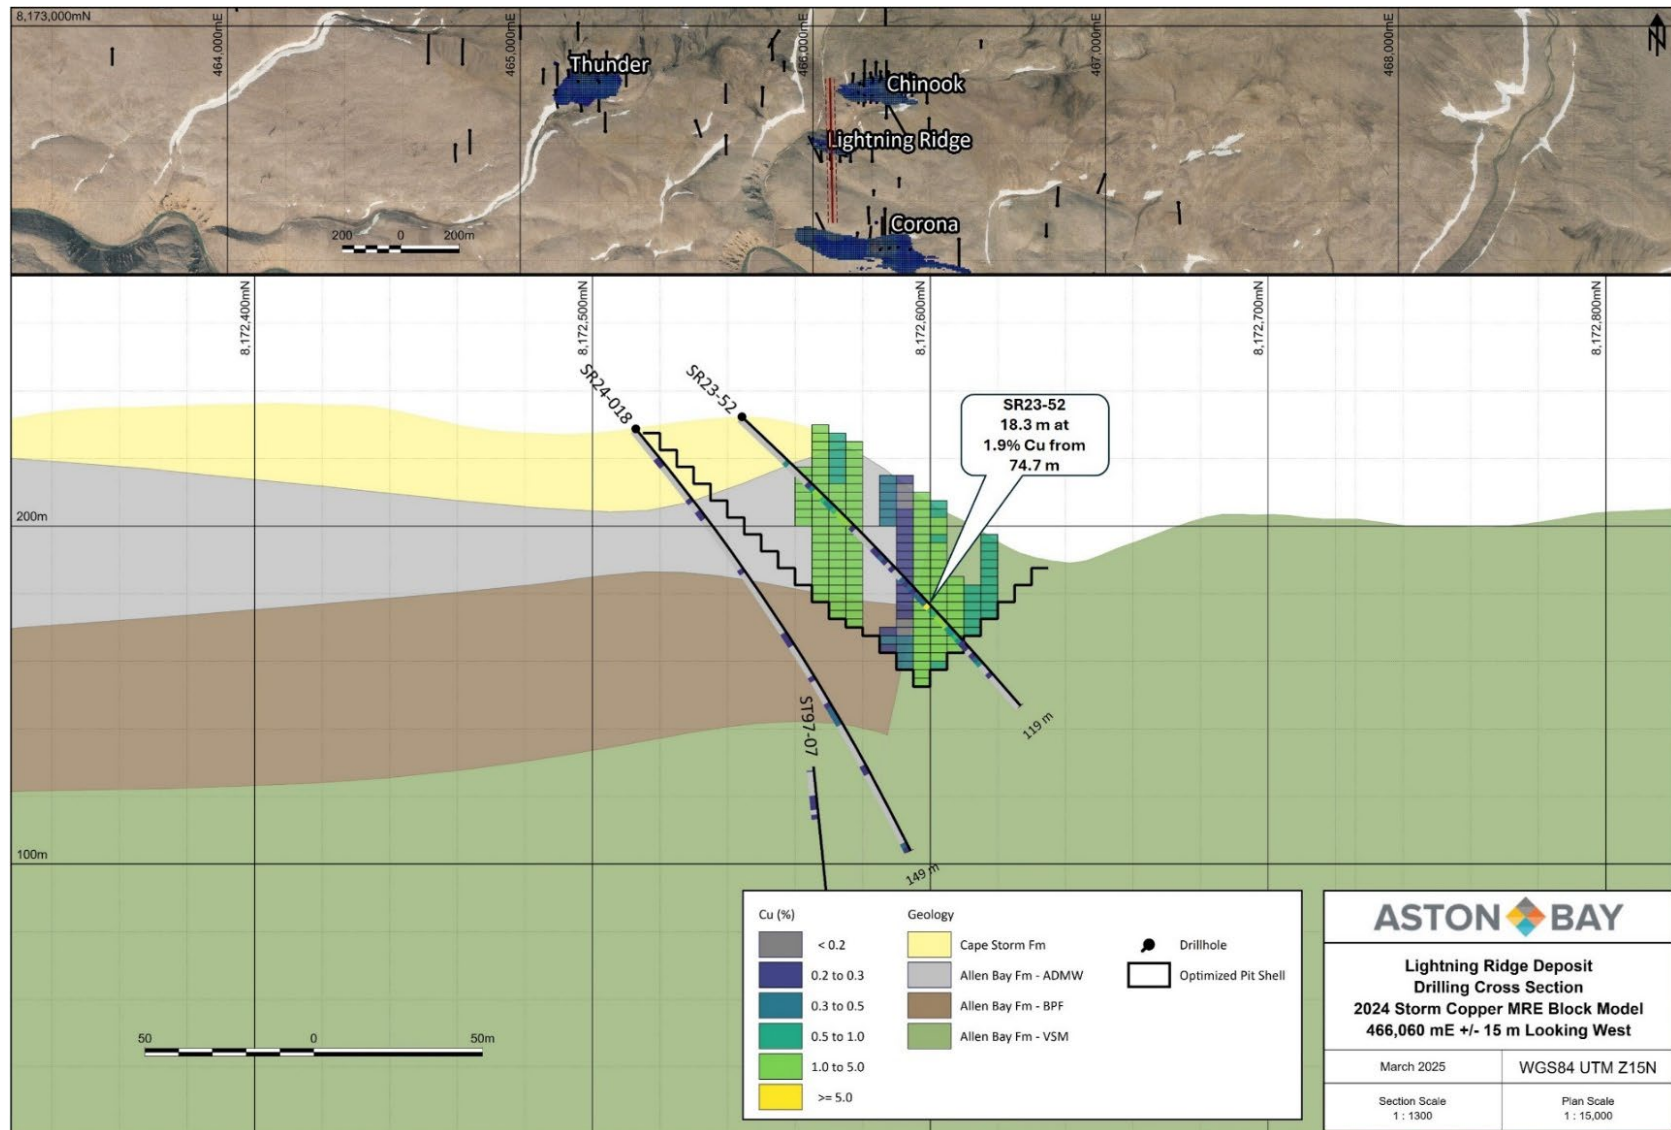 8,173,000mN
464,000mE
465,000mE
466,000mE
467,000mE
468,000mE
N
Thunder
Chinook
Lightning Ridge
Corona
200 0 200m
8,172,400mN
8,172,500mN
8,172,600mN
8,172,700mN
8,172,800mN
SR24-018
SR23-52
SR23-52
18.3 m at
1.9% Cu from
74.7 m
200m
ST97-07
119 m
100m
149 m
50 0 50m
Cu (%)
< 0.2
0.2 to 0.3
0.3 to 0.5
0.5 to 1.0
1.0 to 5.0
>= 5.0
Geology
Cape Storm Fm
Allen Bay Fm - ADMW
Allen Bay Fm - BPF
Allen Bay Fm - VSM
Drillhole
Optimized Pit Shell
ASTON BAY
Lightning Ridge Deposit
Drilling Cross Section
2024 Storm Copper MRE Block Model
466,060 mE +/- 15 m Looking West
March 2025
WGS84 UTM Z15N
Section Scale
1 : 1300
Plan Scale
1 : 15,000